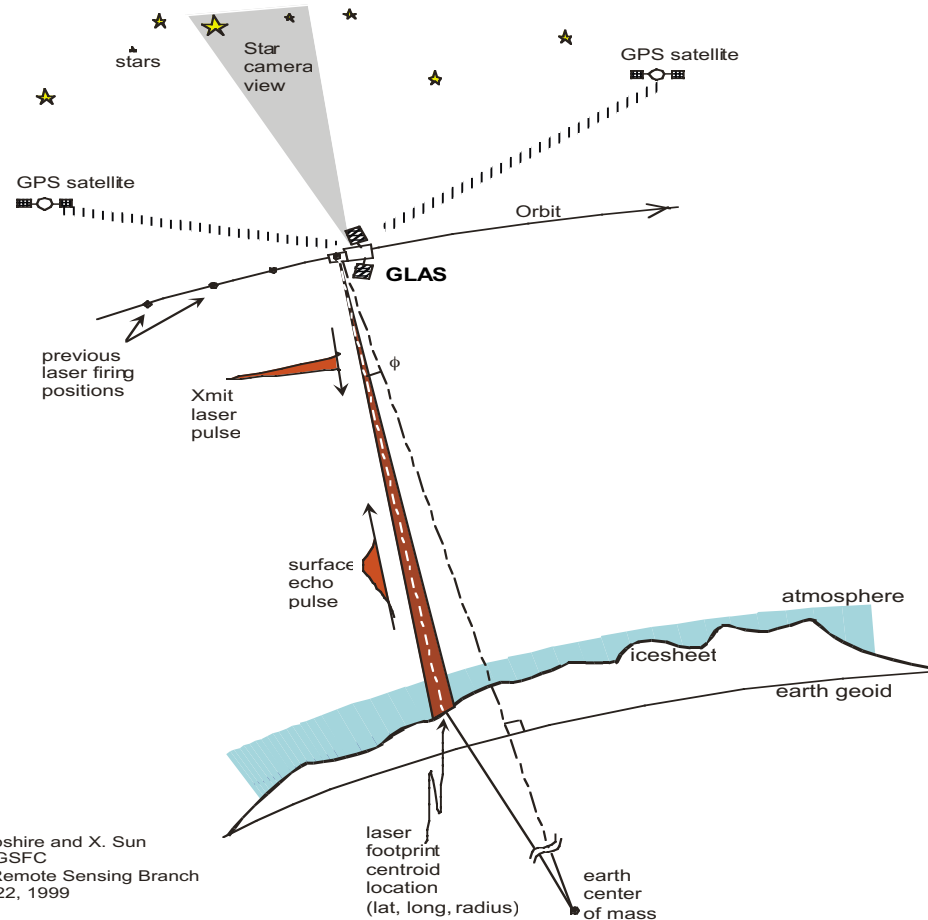 Star
camera
view
stars
GPS satellite
GPS satellite
Orbit
GLAS
previous
laser firing
positions
ϕ
Xmit
laser
pulse
surface
echo
pulse
atmosphere
icesheet
earth geoid
laser
footprint
centroid
location
(lat, long, radius)
earth
center
of mass
and X. Sun
GSFC
Remote Sensing Branch
22, 1999